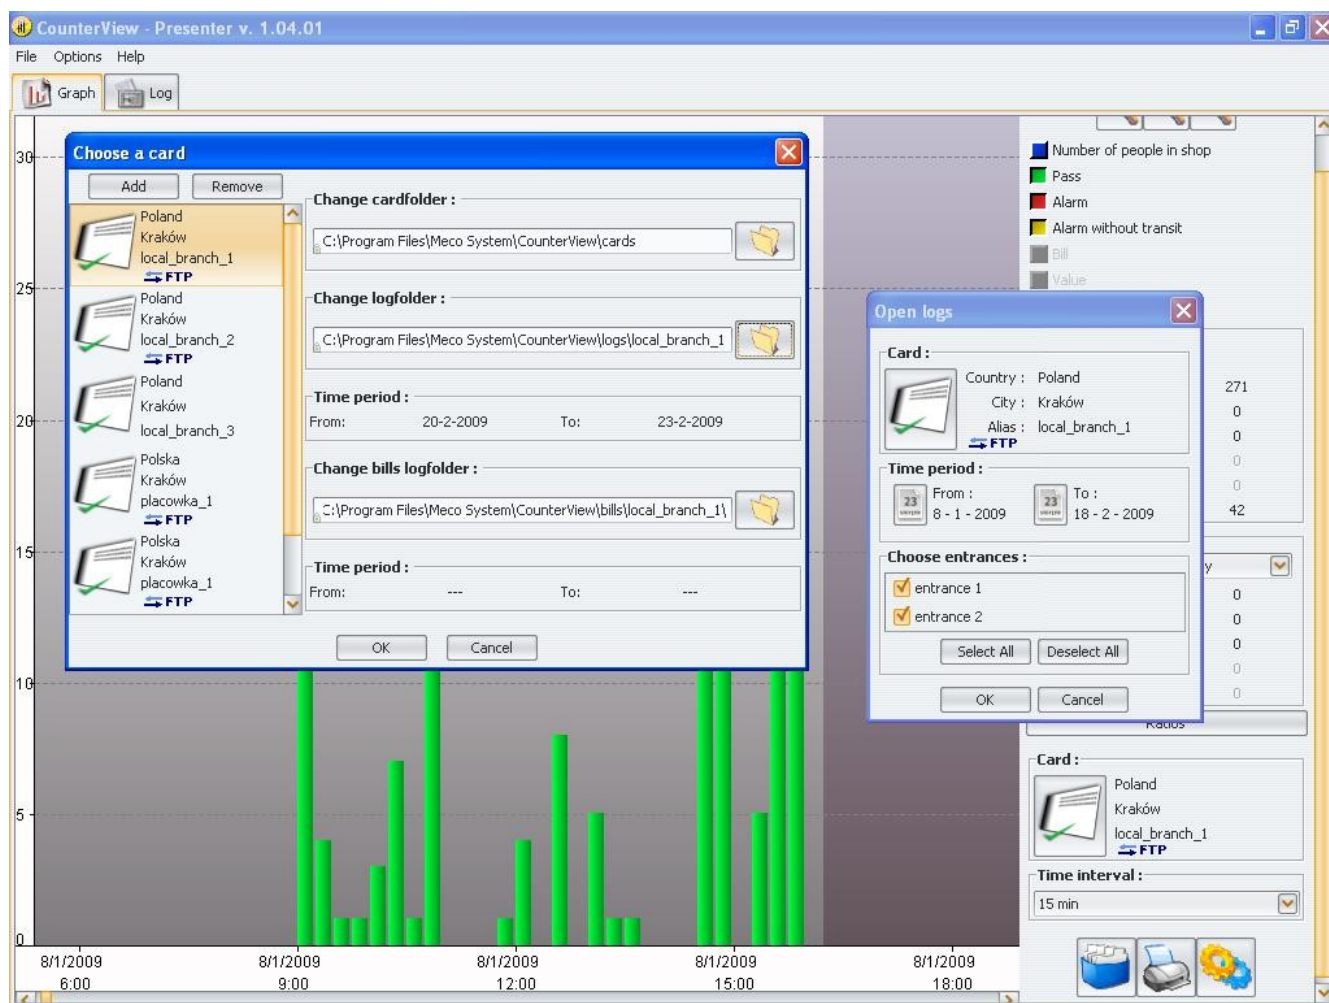 CounterView - Presenter v. 1.04.01
File Options Help
Graph Log
Choose a card
Add Remove
Poland
Kraków
local_branch_1
FTP
Poland
Kraków
local_branch_2
FTP
Poland
Kraków
local_branch_3
Polska
Kraków
placowka_1
FTP
Polska
Kraków
placowka_1
FTP
Change cardfolder :
C:\Program Files\Meco System\CounterView\cards
Change logfolder :
C:\Program Files\Meco System\CounterView\logs\local_branch_1
Time period :
From: 20-2-2009 To: 23-2-2009
Change bills logfolder :
C:\Program Files\Meco System\CounterView\bills\local_branch_1\
Time period :
From: --- To: ---
OK Cancel
30
25
20
15
10
5
0
8/1/2009 8/1/2009 8/1/2009 8/1/2009 8/1/2009
6:00 9:00 12:00 15:00 18:00
Number of people in shop
Pass
Alarm
Alarm without transit
Bill
Value
Open logs
Card :
Country : Poland
City : Kraków
Alias : local_branch_1
FTP
Time period :
23 From : 23 To :
8 - 1 - 2009 18 - 2 - 2009
Choose entrances :
entrance 1
entrance 2
Select All Deselect All
OK Cancel
271
0
0
0
0
42
y
0
0
0
0
0
Ratios
Card :
Poland
Kraków
local_branch_1
FTP
Time interval :
15 min